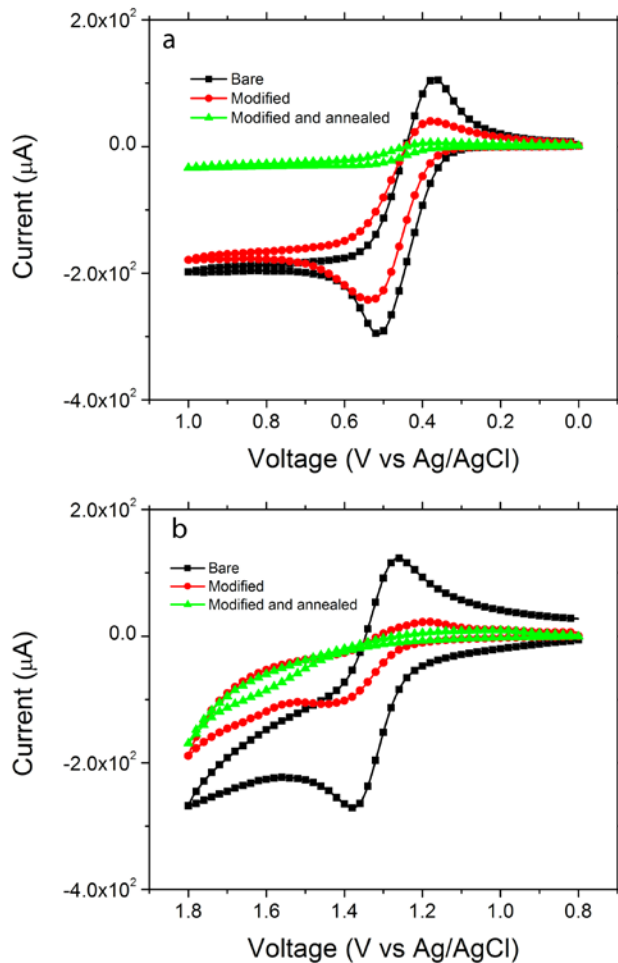 a
Bare
Modified
Modified and annealed
2.0x10²
0.0
-2.0x10²
-4.0x10²
Current (µA)
1.0 0.8 0.6 0.4 0.2 0.0
Voltage (V vs Ag/AgCl)
b
Bare
Modified
Modified and annealed
2.0x10²
0.0
-2.0x10²
-4.0x10²
Current (µA)
1.8 1.6 1.4 1.2 1.0 0.8
Voltage (V vs Ag/AgCl)